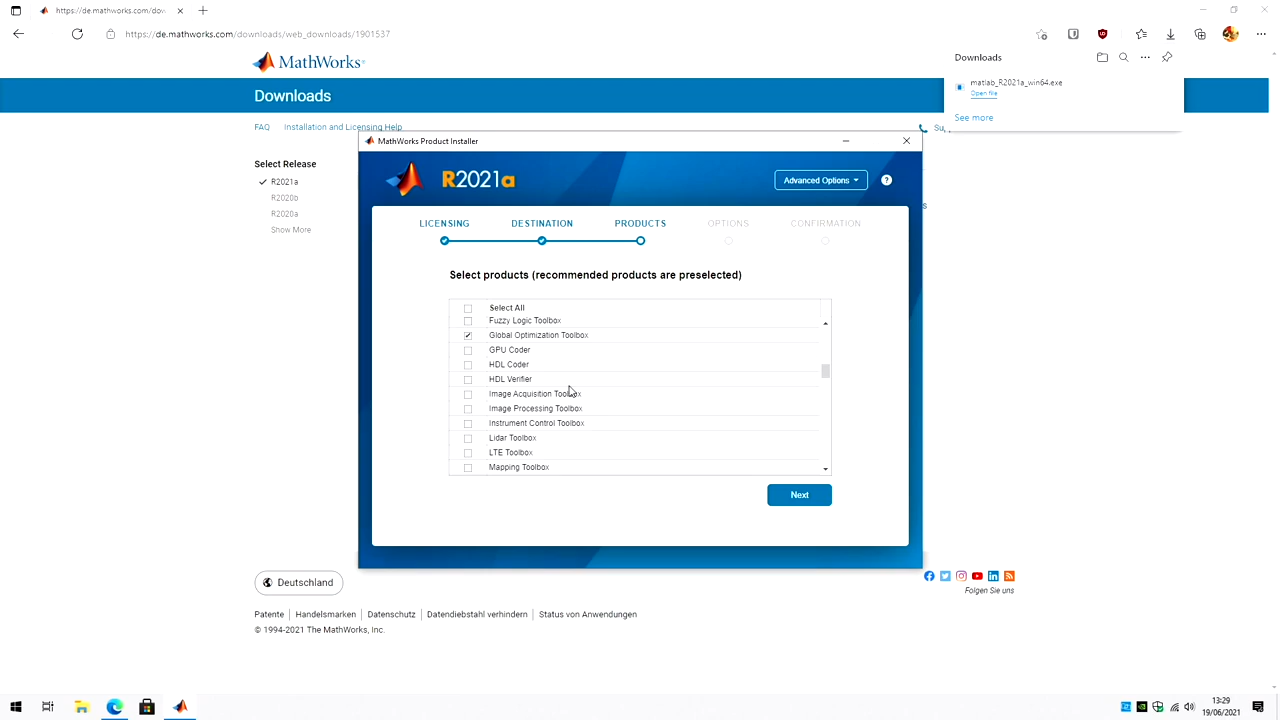 https://de.mathworks.com/dow
https://de.mathworks.com/downloads/web_downloads/1901537
MathWorks®
Downloads
matlab_R2021a_win64.exe
Open file
See more
Downloads
FAQ
Installation and Licensing Help
Select Release
R2021a
R2020b
R2020a
Show More
MathWorks Product Installer
R2021a
Advanced Options
?
LICENSING
DESTINATION
PRODUCTS
OPTIONS
CONFIRMATION
Select products (recommended products are preselected)
Select All
Fuzzy Logic Toolbox
Global Optimization Toolbox
GPU Coder
HDL Coder
HDL Verifier
Image Acquisition Toolbox
Image Processing Toolbox
Instrument Control Toolbox
Lidar Toolbox
LTE Toolbox
Mapping Toolbox
Next
Deutschland
Folgen Sie uns
Patente
Handelsmarken
Datenschutz
Datendiebstahl verhindern
Status von Anwendungen
© 1994-2021 The MathWorks, Inc.
13:29
19/06/2021